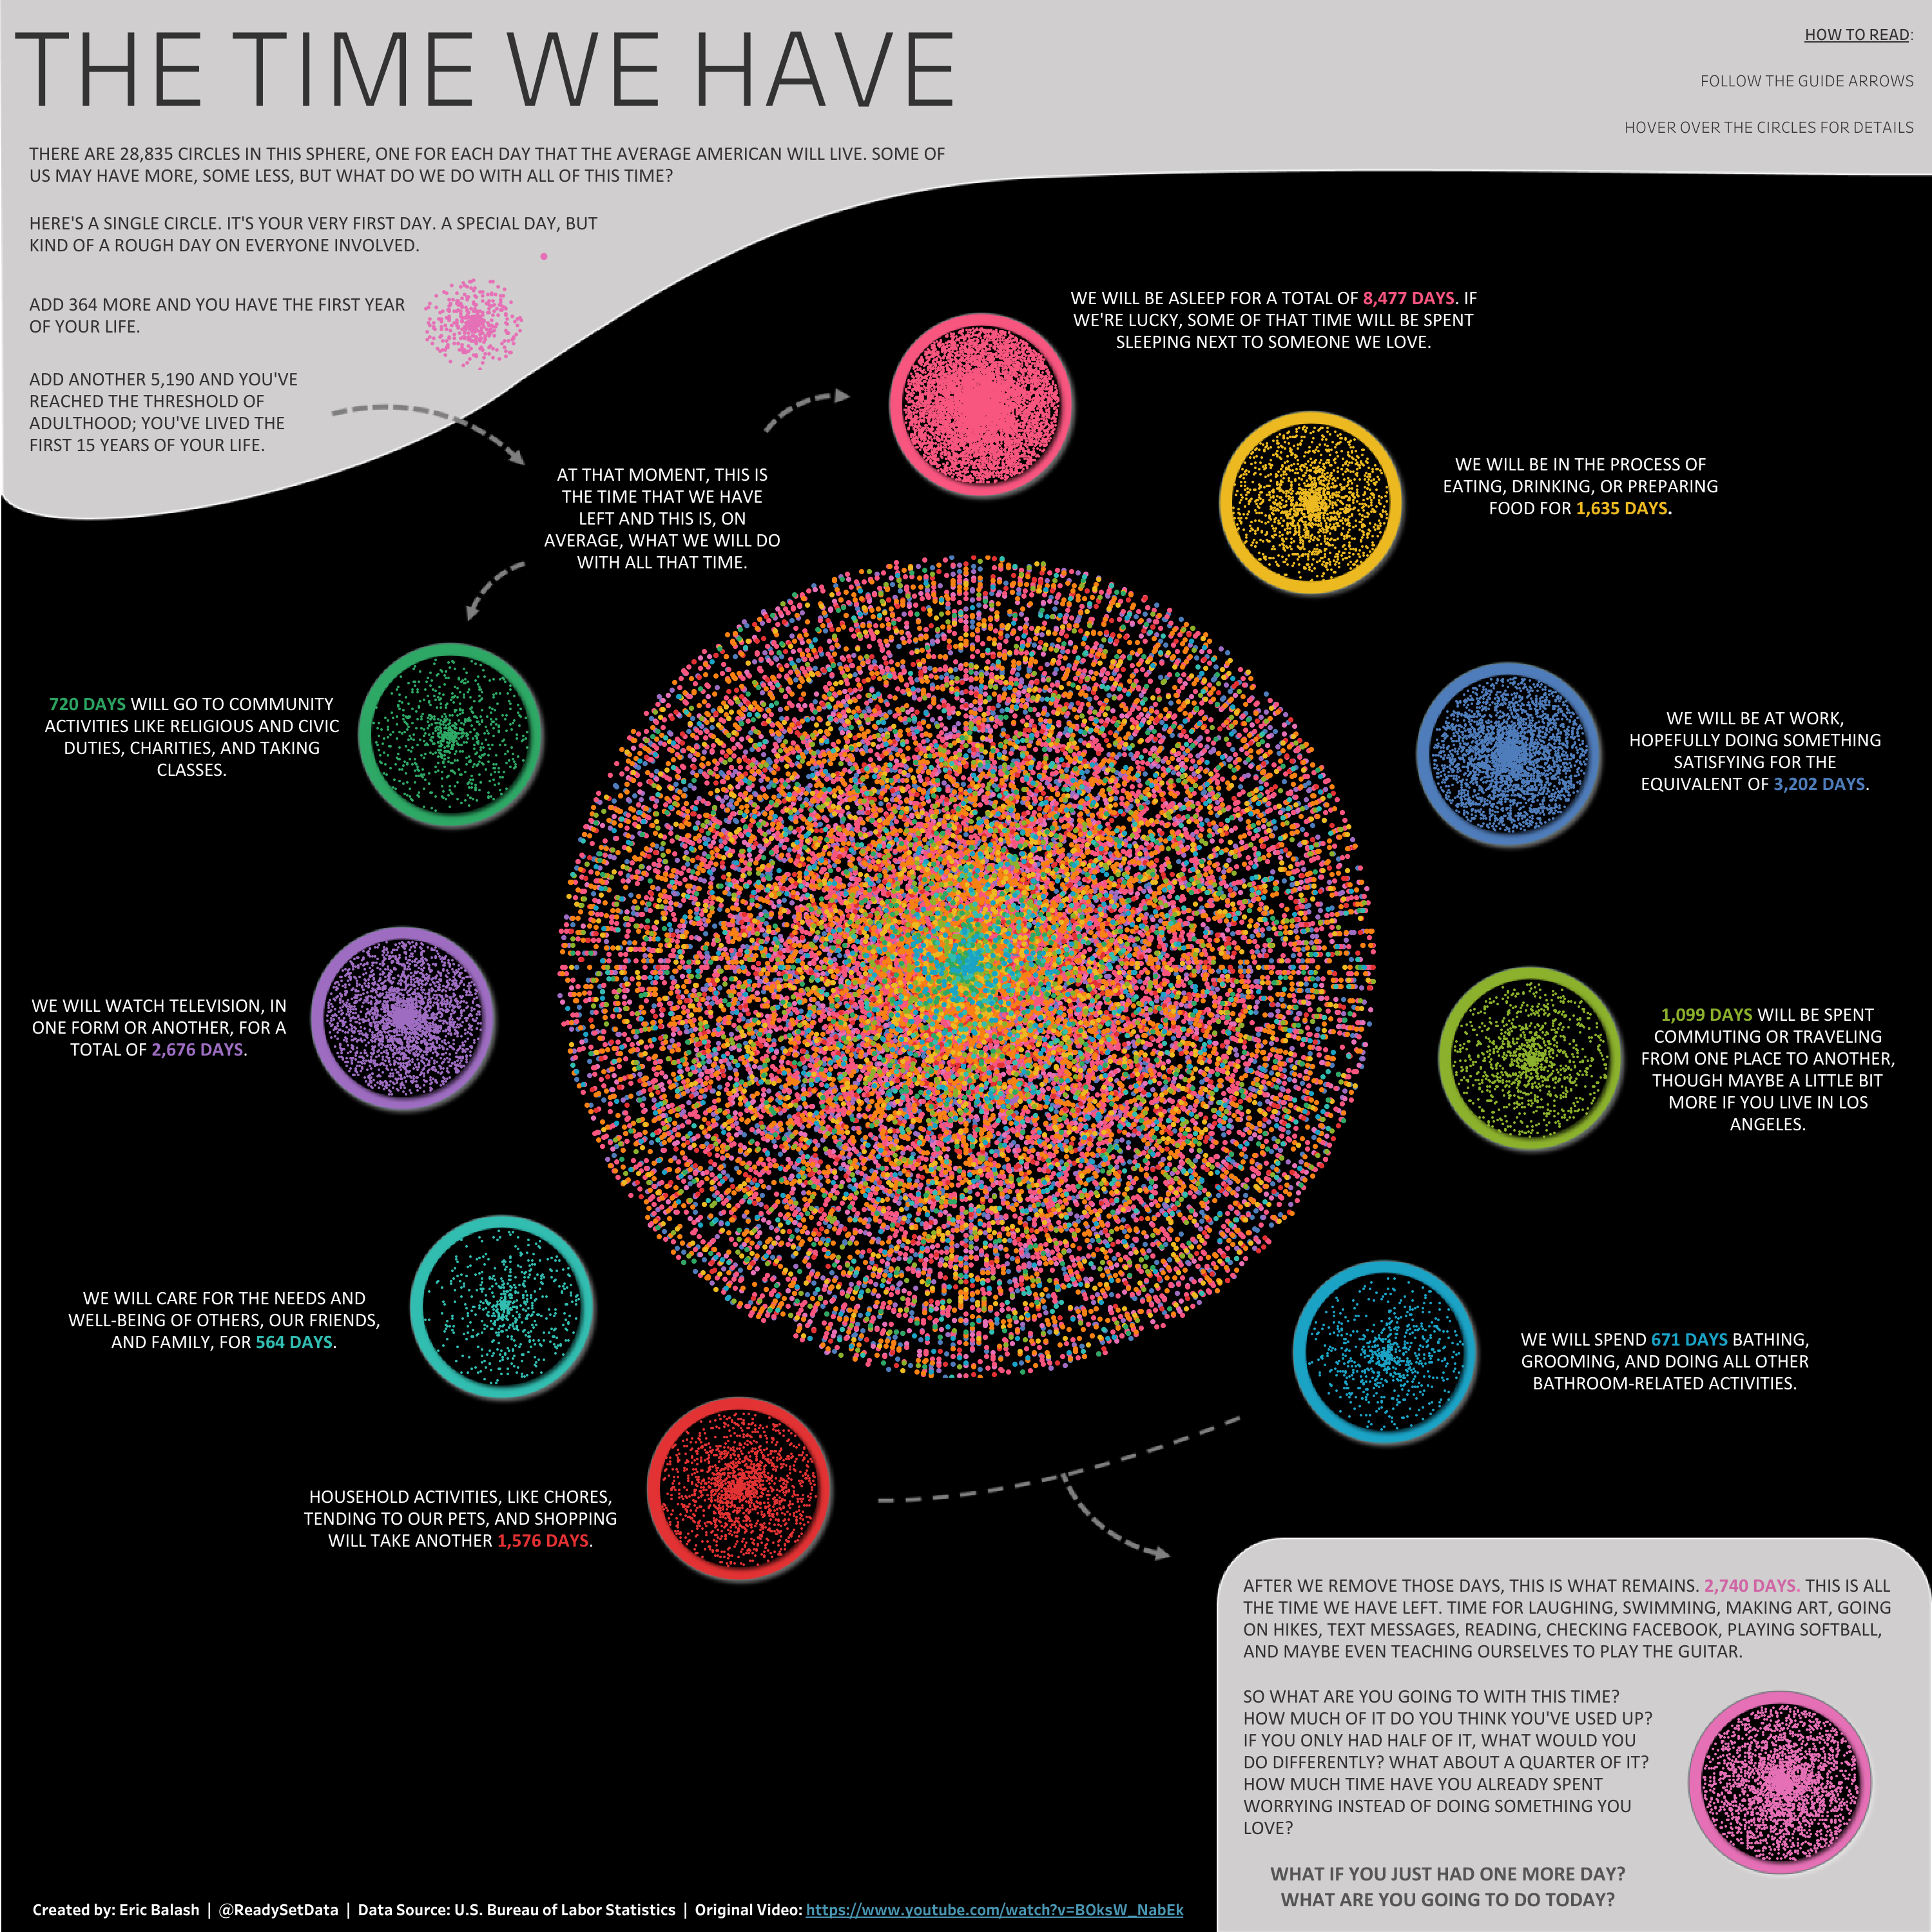 THE TIME WE HAVE
HOW TO READ:
FOLLOW THE GUIDE ARROWS
HOVER OVER THE CIRCLES FOR DETAILS
THERE ARE 28,835 CIRCLES IN THIS SPHERE, ONE FOR EACH DAY THAT THE AVERAGE AMERICAN WILL LIVE. SOME OF
US MAY HAVE MORE, SOME LESS, BUT WHAT DO WE DO WITH ALL OF THIS TIME?
HERE'S A SINGLE CIRCLE. IT'S YOUR VERY FIRST DAY. A SPECIAL DAY, BUT
KIND OF A ROUGH DAY ON EVERYONE INVOLVED.
ADD 364 MORE AND YOU HAVE THE FIRST YEAR
OF YOUR LIFE.
ADD ANOTHER 5,190 AND YOU'VE
REACHED THE THRESHOLD OF
ADULTHOOD; YOU'VE LIVED THE
FIRST 15 YEARS OF YOUR LIFE.
AT THAT MOMENT, THIS IS
THE TIME THAT WE HAVE
LEFT AND THIS IS, ON
AVERAGE, WHAT WE WILL DO
WITH ALL THAT TIME.
WE WILL BE ASLEEP FOR A TOTAL OF 8,477 DAYS. IF
WE'RE LUCKY, SOME OF THAT TIME WILL BE SPENT
SLEEPING NEXT TO SOMEONE WE LOVE.
WE WILL BE IN THE PROCESS OF
EATING, DRINKING, OR PREPARING
FOOD FOR 1,635 DAYS.
WE WILL BE AT WORK,
HOPEFULLY DOING SOMETHING
SATISFYING FOR THE
EQUIVALENT OF 3,202 DAYS.
1,099 DAYS WILL BE SPENT
COMMUTING OR TRAVELING
FROM ONE PLACE TO ANOTHER,
THOUGH MAYBE A LITTLE BIT
MORE IF YOU LIVE IN LOS
ANGELES.
WE WILL SPEND 671 DAYS BATHING,
GROOMING, AND DOING ALL OTHER
BATHROOM-RELATED ACTIVITIES.
720 DAYS WILL GO TO COMMUNITY
ACTIVITIES LIKE RELIGIOUS AND CIVIC
DUTIES, CHARITIES, AND TAKING
CLASSES.
WE WILL WATCH TELEVISION, IN
ONE FORM OR ANOTHER, FOR A
TOTAL OF 2,676 DAYS.
WE WILL CARE FOR THE NEEDS AND
WELL-BEING OF OTHERS, OUR FRIENDS,
AND FAMILY, FOR 564 DAYS.
HOUSEHOLD ACTIVITIES, LIKE CHORES,
TENDING TO OUR PETS, AND SHOPPING
WILL TAKE ANOTHER 1,576 DAYS.
AFTER WE REMOVE THOSE DAYS, THIS IS WHAT REMAINS. 2,740 DAYS. THIS IS ALL
THE TIME WE HAVE LEFT. TIME FOR LAUGHING, SWIMMING, MAKING ART, GOING
ON HIKES, TEXT MESSAGES, READING, CHECKING FACEBOOK, PLAYING SOFTBALL,
AND MAYBE EVEN TEACHING OURSELVES TO PLAY THE GUITAR.
SO WHAT ARE YOU GOING TO WITH THIS TIME?
HOW MUCH OF IT DO YOU THINK YOU'VE USED UP?
IF YOU ONLY HAD HALF OF IT, WHAT WOULD YOU
DO DIFFERENTLY? WHAT ABOUT A QUARTER OF IT?
HOW MUCH TIME HAVE YOU ALREADY SPENT
WORRYING INSTEAD OF DOING SOMETHING YOU
LOVE?
WHAT IF YOU JUST HAD ONE MORE DAY?
WHAT ARE YOU GOING TO DO TODAY?
Created by: Eric Balash | @ReadySetData | Data Source: U.S. Bureau of Labor Statistics | Original Video: https://www.youtube.com/watch?v=BOksW_NabEk